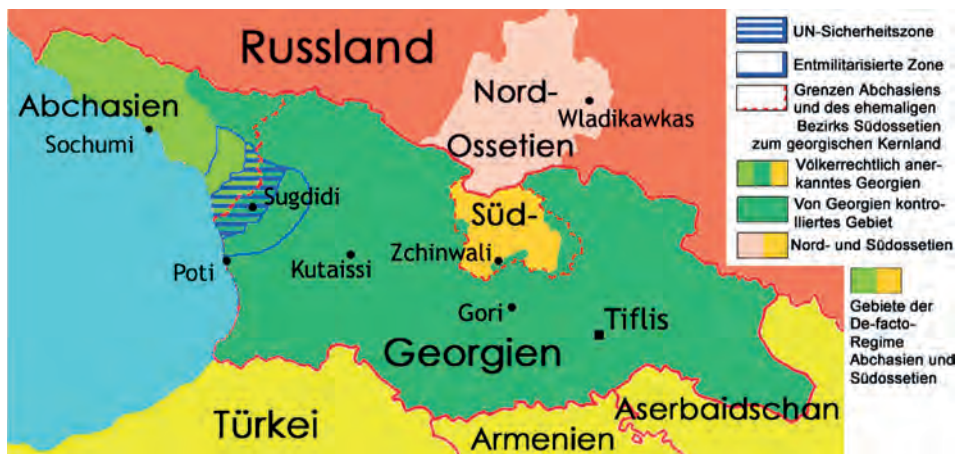 Russland
Abchasien
Sochumi
Nord-
Wladikawkas
Ossetien
Sugdidi
Süd-
Poti
Kutaissi
Zchinwali
Gori
Tiflis
Georgien
Türkei
Armenien
Aserbaidschan
UN-Sicherheitszone
Entmilitarisierte Zone
Grenzen Abchasiens
und des ehemaligen
Bezirks Südossetien
zum georgischen Kernland
Völkerrechtlich aner-
kanntes Georgien
Von Georgien kontrol-
lliertes Gebiet
Nord- und Südossetien
Gebiete der
De-facto-
Regime
Abchasien und
Südossetien